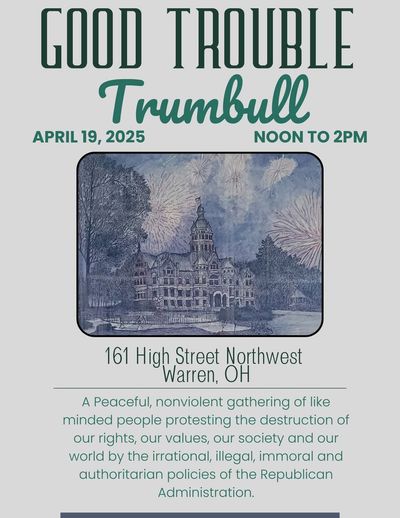 GOOD TROUBLE
Trumbull
APRIL 19, 2025 NOON TO 2PM
161 High Street Northwest
Warren, OH
A Peaceful, nonviolent gathering of like
minded people protesting the destruction of
our rights, our values, our society and our
world by the irrational, illegal, immoral and
authoritarian policies of the Republican
Administration.